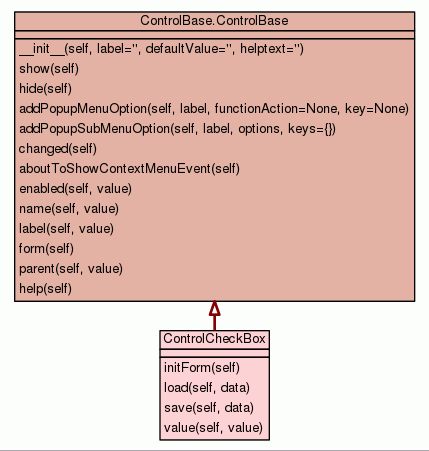 ControlBase.ControlBase
__init__(self, label='', defaultValue='', helptext='')
show(self)
hide(self)
addPopupMenuOption(self, label, functionAction=None, key=None)
addPopupSubMenuOption(self, label, options, keys={})
changed(self)
aboutToShowContextMenuEvent(self)
enabled(self, value)
name(self, value)
label(self, value)
form(self)
parent(self, value)
help(self)
ControlCheckBox
initForm(self)
load(self, data)
save(self, data)
value(self, value)